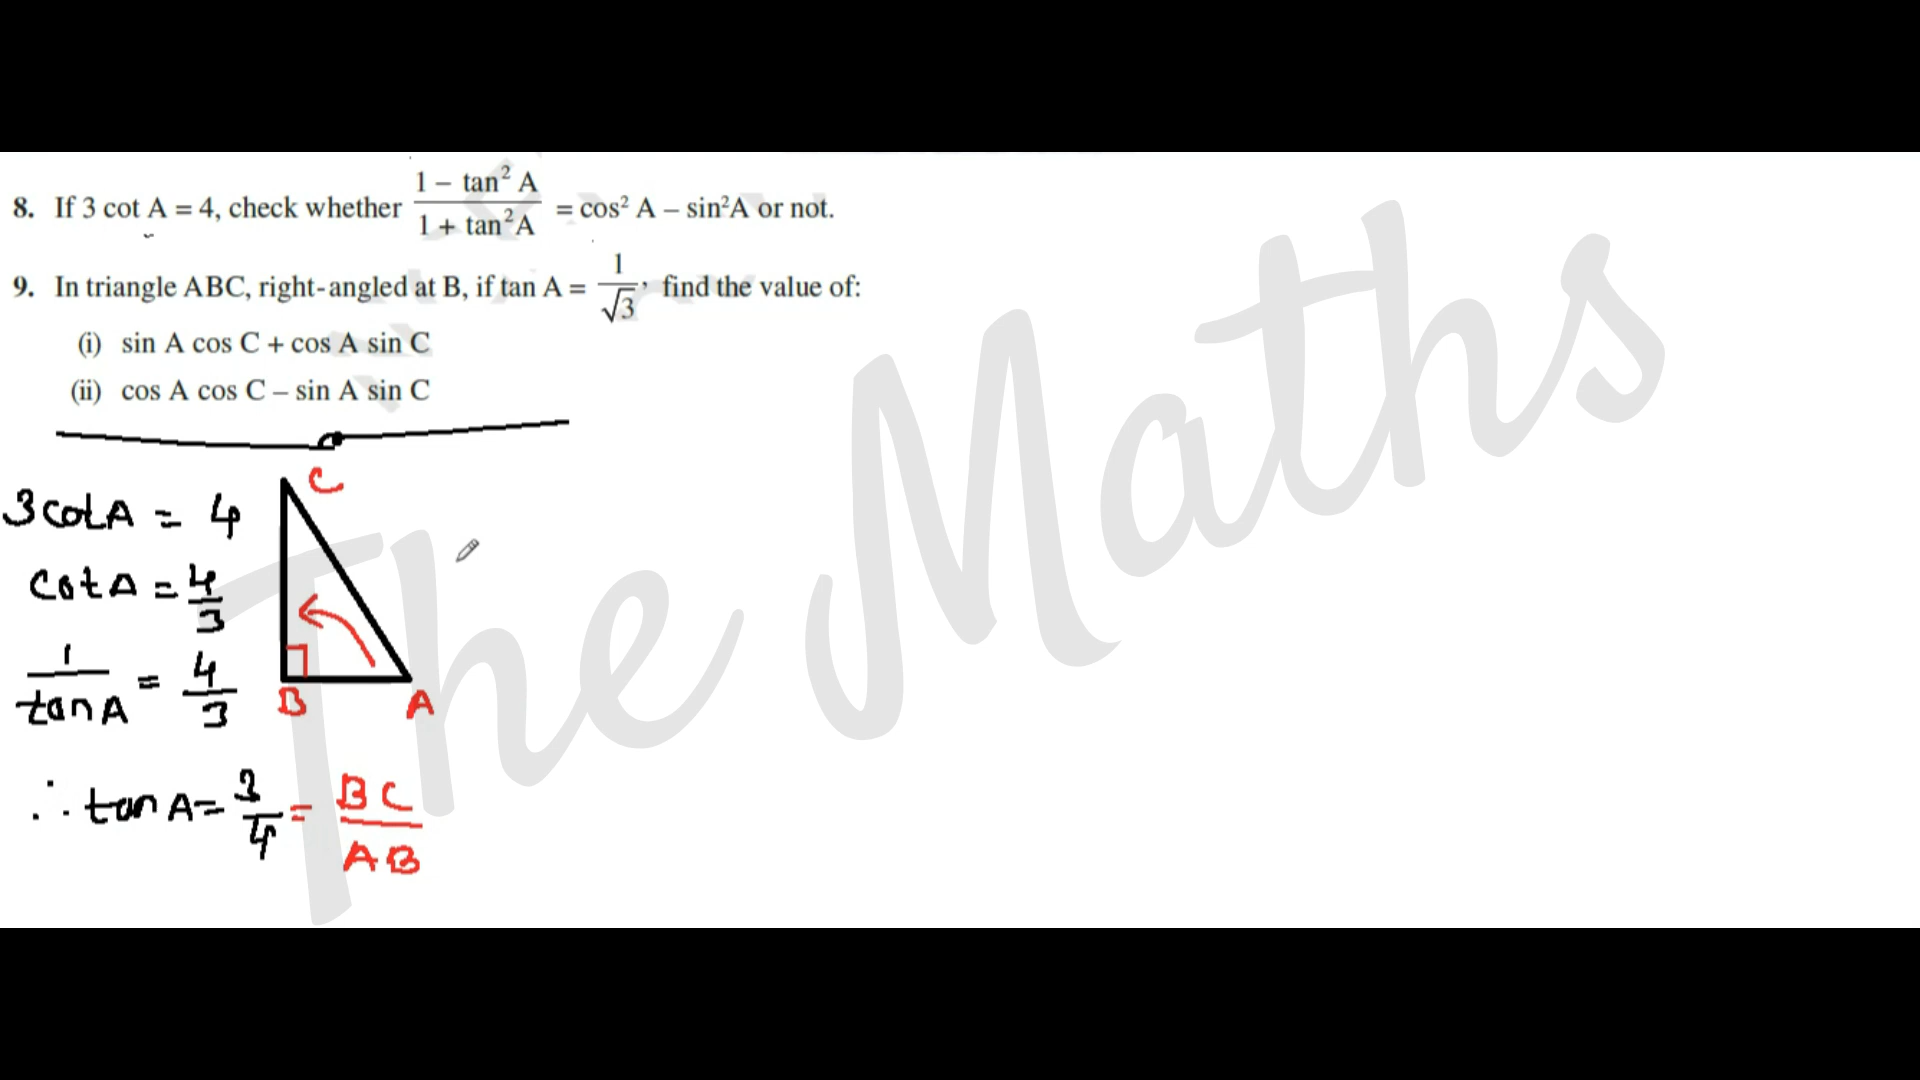 8. If 3 cot A = 4, check whether (1 – tan² A)/(1 + tan² A) = cos² A – sin²A or not.
9. In triangle ABC, right-angled at B, if tan A = 1/√3, find the value of:
(i) sin A cos C + cos A sin C
(ii) cos A cos C – sin A sin C
C
3 cot A = 4
cot A = 4/3
1/tan A = 4/3
B A
∴ tan A = 3/4 = BC/AB
The Maths